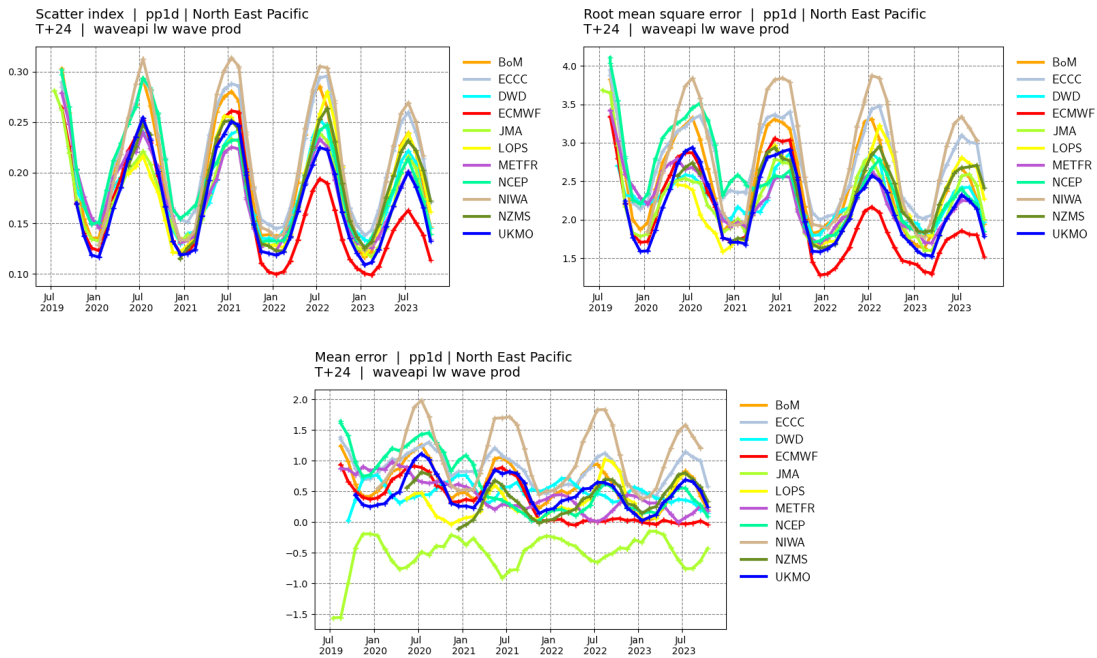 Scatter index | pp1d | North East Pacific
T+24 | waveapi lw wave prod
0.30
0.25
0.20
0.15
0.10
Jul 2019
Jan 2020
Jul 2020
Jan 2021
Jul 2021
Jan 2022
Jul 2022
Jan 2023
Jul 2023
BoM
ECCC
DWD
ECMWF
JMA
LOPS
METFR
NCEP
NIWA
NZMS
UKMO
Root mean square error | pp1d | North East Pacific
T+24 | waveapi lw wave prod
4.0
3.5
3.0
2.5
2.0
1.5
Jul 2019
Jan 2020
Jul 2020
Jan 2021
Jul 2021
Jan 2022
Jul 2022
Jan 2023
Jul 2023
BoM
ECCC
DWD
ECMWF
JMA
LOPS
METFR
NCEP
NIWA
NZMS
UKMO
Mean error | pp1d | North East Pacific
T+24 | waveapi lw wave prod
2.0
1.5
1.0
0.5
0.0
−0.5
−1.0
−1.5
Jul 2019
Jan 2020
Jul 2020
Jan 2021
Jul 2021
Jan 2022
Jul 2022
Jan 2023
Jul 2023
BoM
ECCC
DWD
ECMWF
JMA
LOPS
METFR
NCEP
NIWA
NZMS
UKMO